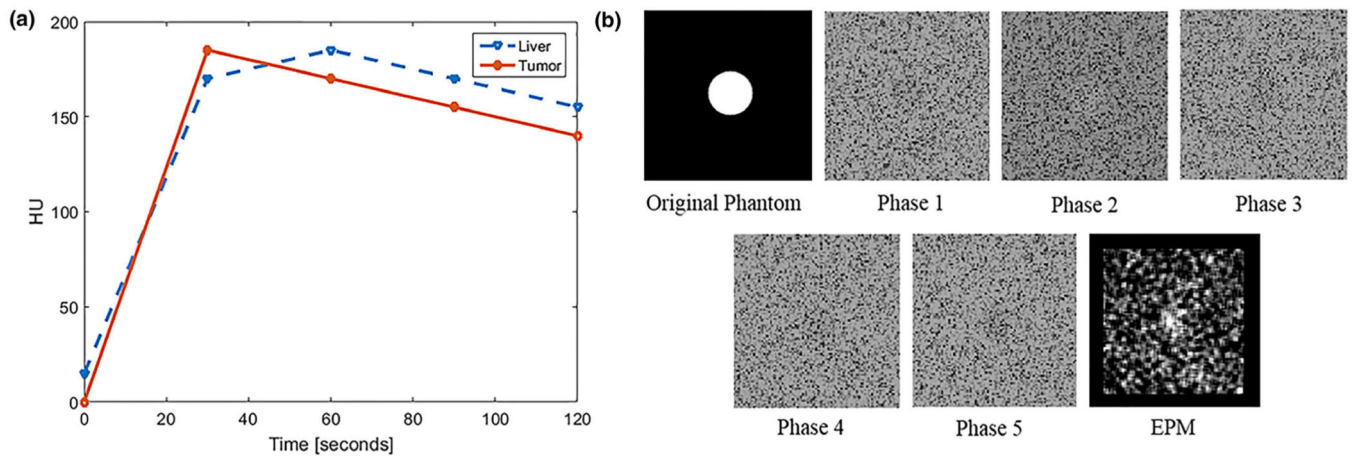 (a)
200
150
100
50
0
HU
0 20 40 60 80 100 120
Time [seconds]
Liver
Tumor
(b)
Original Phantom
Phase 1
Phase 2
Phase 3
Phase 4
Phase 5
EPM